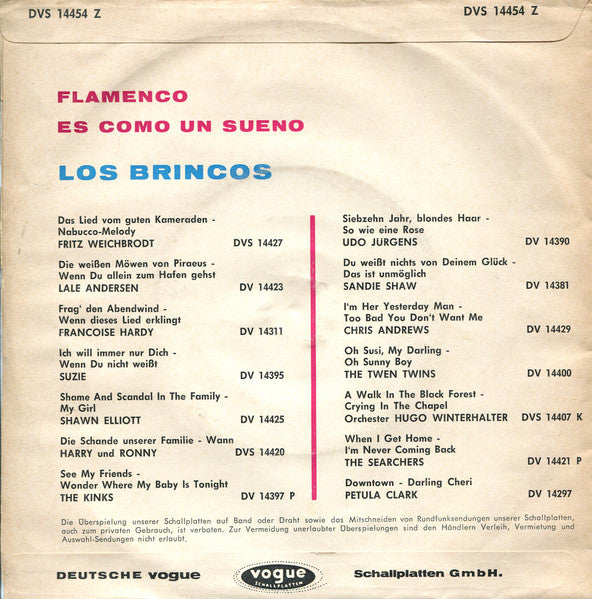 DVS 14454 Z
DVS 14454 Z
FLAMENCO
ES COMO UN SUENO
LOS BRINCOS
Das Lied vom guten Kameraden -
Nabucco-Melody
FRITZ WEICHBRODT DVS 14427
Die weißen Möwen von Piraeus -
Wenn Du allein zum Hafen gehst
LALE ANDERSEN DV 14423
Frag' den Abendwind -
Wenn dieses Lied erklingt
FRANCOISE HARDY DV 14311
Ich will immer nur Dich -
Wenn Du nicht weißt
SUZIE DV 14395
Shame And Scandal In The Family -
My Girl
SHAWN ELLIOTT DV 14425
Die Schande unserer Familie - Wann
HARRY und RONNY DVS 14420
See My Friends -
Wonder Where My Baby Is Tonight
THE KINKS DV 14397 P
Siebzehn Jahr, blondes Haar -
So wie eine Rose
UDO JURGENS DV 14390
Du weißt nichts von Deinem Glück -
Das ist unmöglich
SANDIE SHAW DV 14381
I'm Her Yesterday Man -
Too Bad You Don't Want Me
CHRIS ANDREWS DV 14429
Oh Susi, My Darling -
Oh Sunny Boy
THE TWEN TWINS DV 14400
A Walk In The Black Forest -
Crying In The Chapel
Orchester HUGO WINTERHALTER DVS 14407 K
When I Get Home -
I'm Never Coming Back
THE SEARCHERS DV 14421 P
Downtown - Darling Cheri
PETULA CLARK DV 14297
Die Überspielung unserer Schallplatten auf Band oder Draht sowie das Mitschneiden von Rundfunksendungen unserer Schallplatten,
auch zum privaten Gebrauch, ist verboten. Zur Vermeidung unerlaubter Überspielungen sind den Händlern Verleih, Vermietung und
Auswahl-Sendungen nicht erlaubt.
DEUTSCHE vogue vogue Schallplatten GmbH.
SCHALLPLATTEN